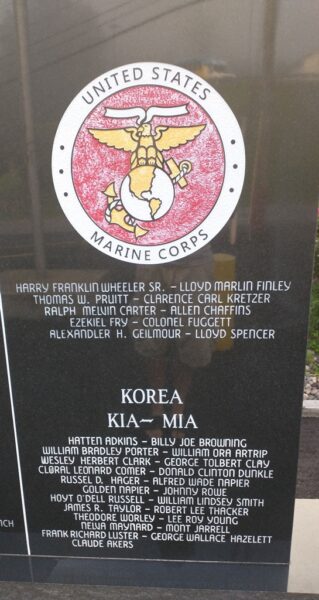 UNITED STATES
MARINE CORPS
HARRY FRANKLIN WHEELER SR. – LLOYD MARLIN FINLEY
THOMAS W. PRUITT – CLARENCE CARL KRETZER
RALPH MELVIN CARTER – ALLEN CHAFFINS
EZEKIEL FRY – COLONEL FUGGETT
ALEXANDLER H. GEILMOUR – LLOYD SPENCER
KOREA
KIA– MIA
HATTEN ADKINS – BILLY JOE BROWNING
WILLIAM BRADLEY PORTER – WILLIAM ORA ARTRIP
WESLEY HERBERT CLARK – GEORGE TOLBERT CLAY
CLORAL LEONARD COMER – DONALD CLINTON DUNKLE
RUSSEL D. HAGER – ALFRED WADE NAPIER
GOLDEN NAPIER – JOHNNY ROWE
HOYT O'DELL RUSSELL – WILLIAM LINDSEY SMITH
JAMES R. TAYLOR – ROBERT LEE THACKER
THEODORE WORLEY – LEE ROY YOUNG
NELVA MAYNARD – MONT JARRELL
FRANK RICHARD LUSTER – GEORGE WALLACE HAZELETT
CLAUDE AKERS